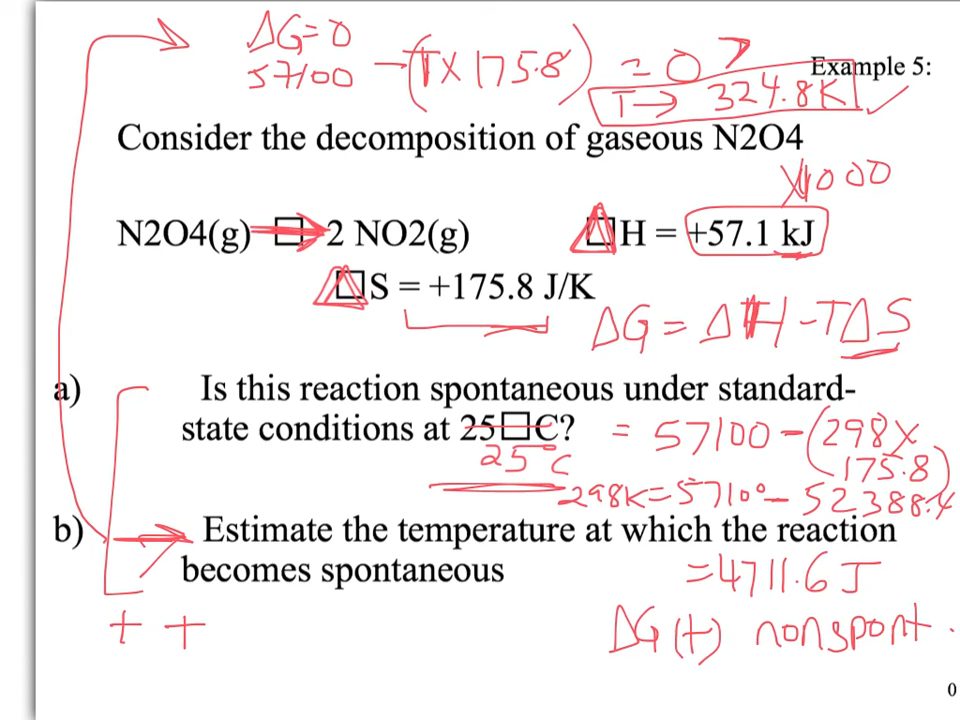 ΔG=0
57100 -(T X 175.8) = 0 >
Example 5:
T → 324.8K ✓
Consider the decomposition of gaseous N2O4
X1000
N2O4(g) □ 2 NO2(g) ΔH = +57.1 kJ
ΔS = +175.8 J/K
ΔG = ΔH - TΔS
a) Is this reaction spontaneous under standard-
state conditions at 25□C? = 57100 - (298X
25°C 175.8)
298K = 57100 - 52388.4
b) Estimate the temperature at which the reaction
becomes spontaneous = 4711.6 J
+ + ΔG (+) nonspont.
0